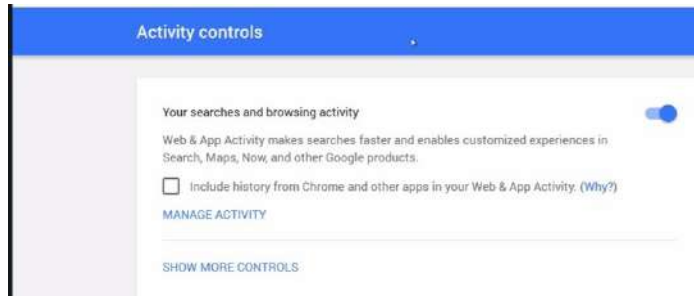 Activity controls
Your searches and browsing activity
Web & App Activity makes searches faster and enables customized experiences in
Search, Maps, Now, and other Google products.
Include history from Chrome and other apps in your Web & App Activity. (Why?)
MANAGE ACTIVITY
SHOW MORE CONTROLS